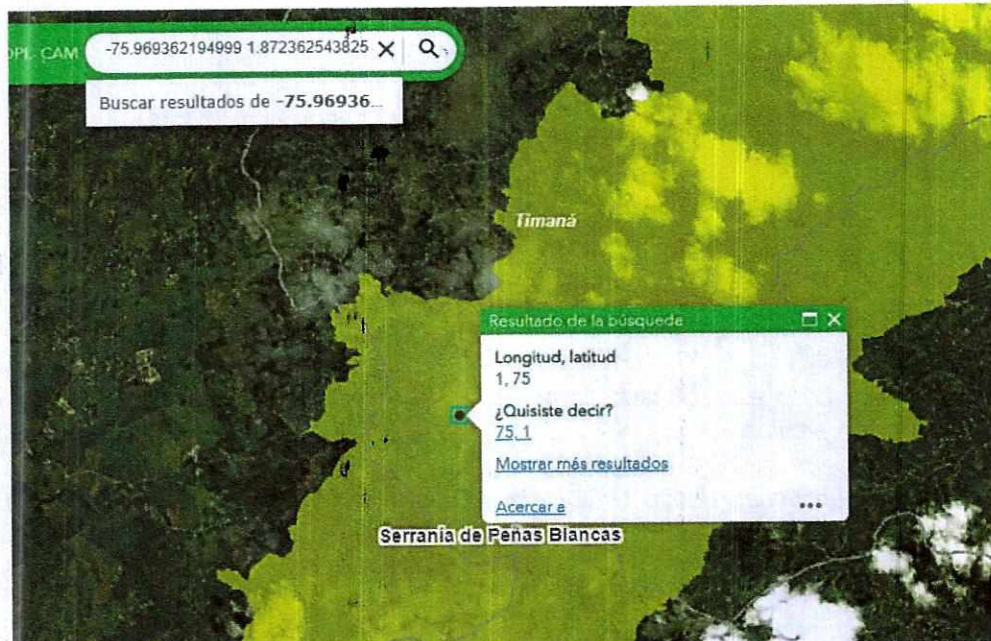 CAM
-75.969362194999 1.872362543825
Buscar resultados de -75.96936...
Timaná
Resultado de la búsqueda
Longitud, latitud
1, 75
¿Quisiste decir?
75, 1
Mostrar más resultados
Acercar a
Serranía de Peñas Blancas